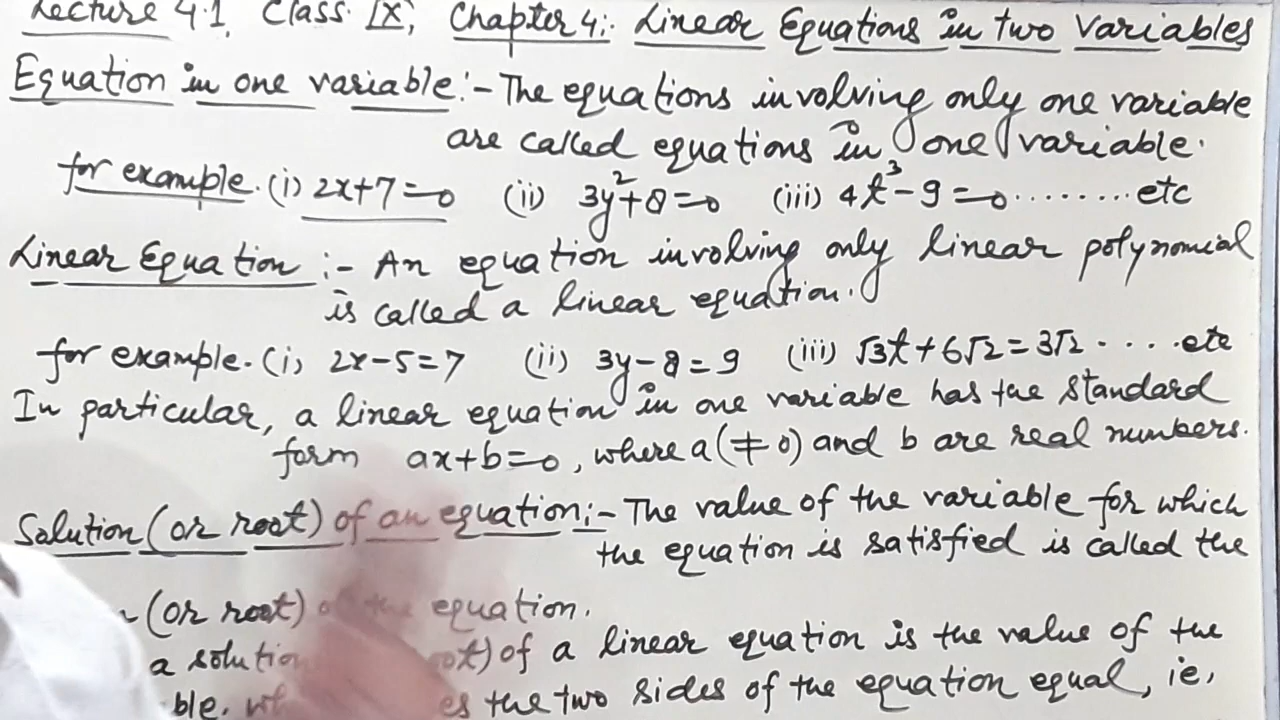 Lecture 4.1, Class IX, Chapter 4:- Linear Equations in two Variables
Equation in one variable:- The equations involving only one variable
are called equations in one variable.
for example. (i) 2x+7=0 (ii) 3y²+8=0 (iii) 4t³-9=0........etc
Linear Equation:- An equation involving only linear polynomial
is called a linear equation.
for example. (i) 2x-5=7 (ii) 3y-8=9 (iii) √3t+6√2=3√2....etc
In particular, a linear equation in one variable has the standard
form ax+b=0, where a(≠0) and b are real numbers.
Solution (or root) of an equation:- The value of the variable for which
the equation is satisfied is called the
(or root) of the equation.
a solution of a linear equation is the value of the
the two sides of the equation equal, ie,